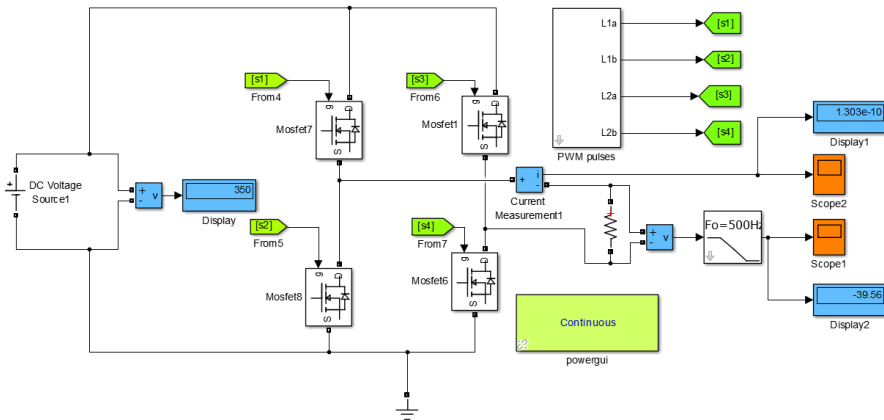 L1a
[s1]
L1b
[s2]
L2a
[s3]
L2b
[s4]
PWM pulses
[s1]
From4
[s3]
From6
g
D
S
Mosfet7
g
D
S
Mosfet1
1.303e-10
Display1
DC Voltage
Source1
+
+
-
v
350
Display
+
i
-
Current
Measurement1
Scope2
[s2]
From5
[s4]
From7
+
+
-
v
Fo=500Hz
Scope1
g
D
S
Mosfet8
g
D
S
Mosfet6
-39.56
Display2
Continuous
powergui